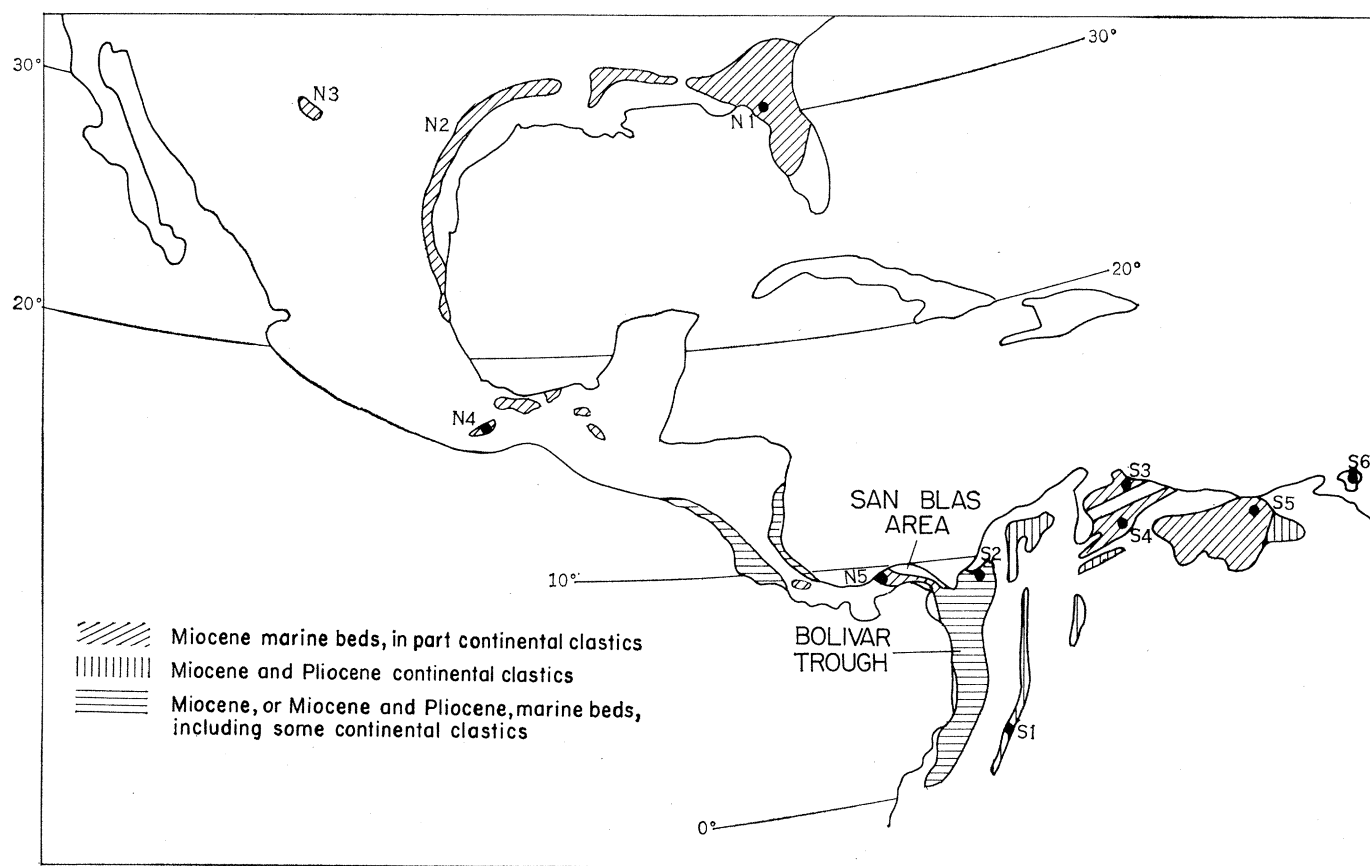 30°
30°
N3
N2
N1
20°
20°
N4
S3
S6
SAN BLAS
AREA
S5
S4
S2
N5
10°
BOLIVAR
TROUGH
Miocene marine beds, in part continental clastics
Miocene and Pliocene continental clastics
Miocene, or Miocene and Pliocene, marine beds,
including some continental clastics
S1
0°